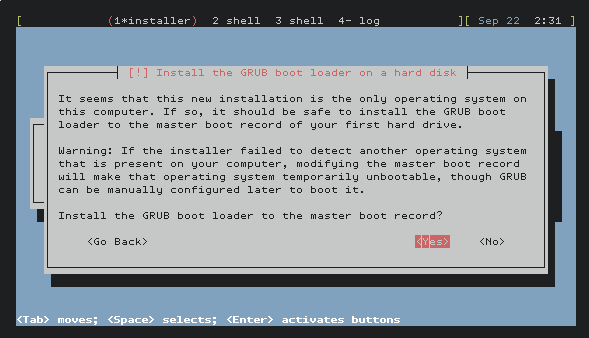 [ (1*installer) 2 shell 3 shell 4- log ][ Sep 22 2:31 ]
[!] Install the GRUB boot loader on a hard disk
It seems that this new installation is the only operating system on
this computer. If so, it should be safe to install the GRUB boot
loader to the master boot record of your first hard drive.
Warning: If the installer failed to detect another operating system
that is present on your computer, modifying the master boot record
will make that operating system temporarily unbootable, though GRUB
can be manually configured later to boot it.
Install the GRUB boot loader to the master boot record?
<Go Back> <Yes> <No>
<Tab> moves; <Space> selects; <Enter> activates buttons